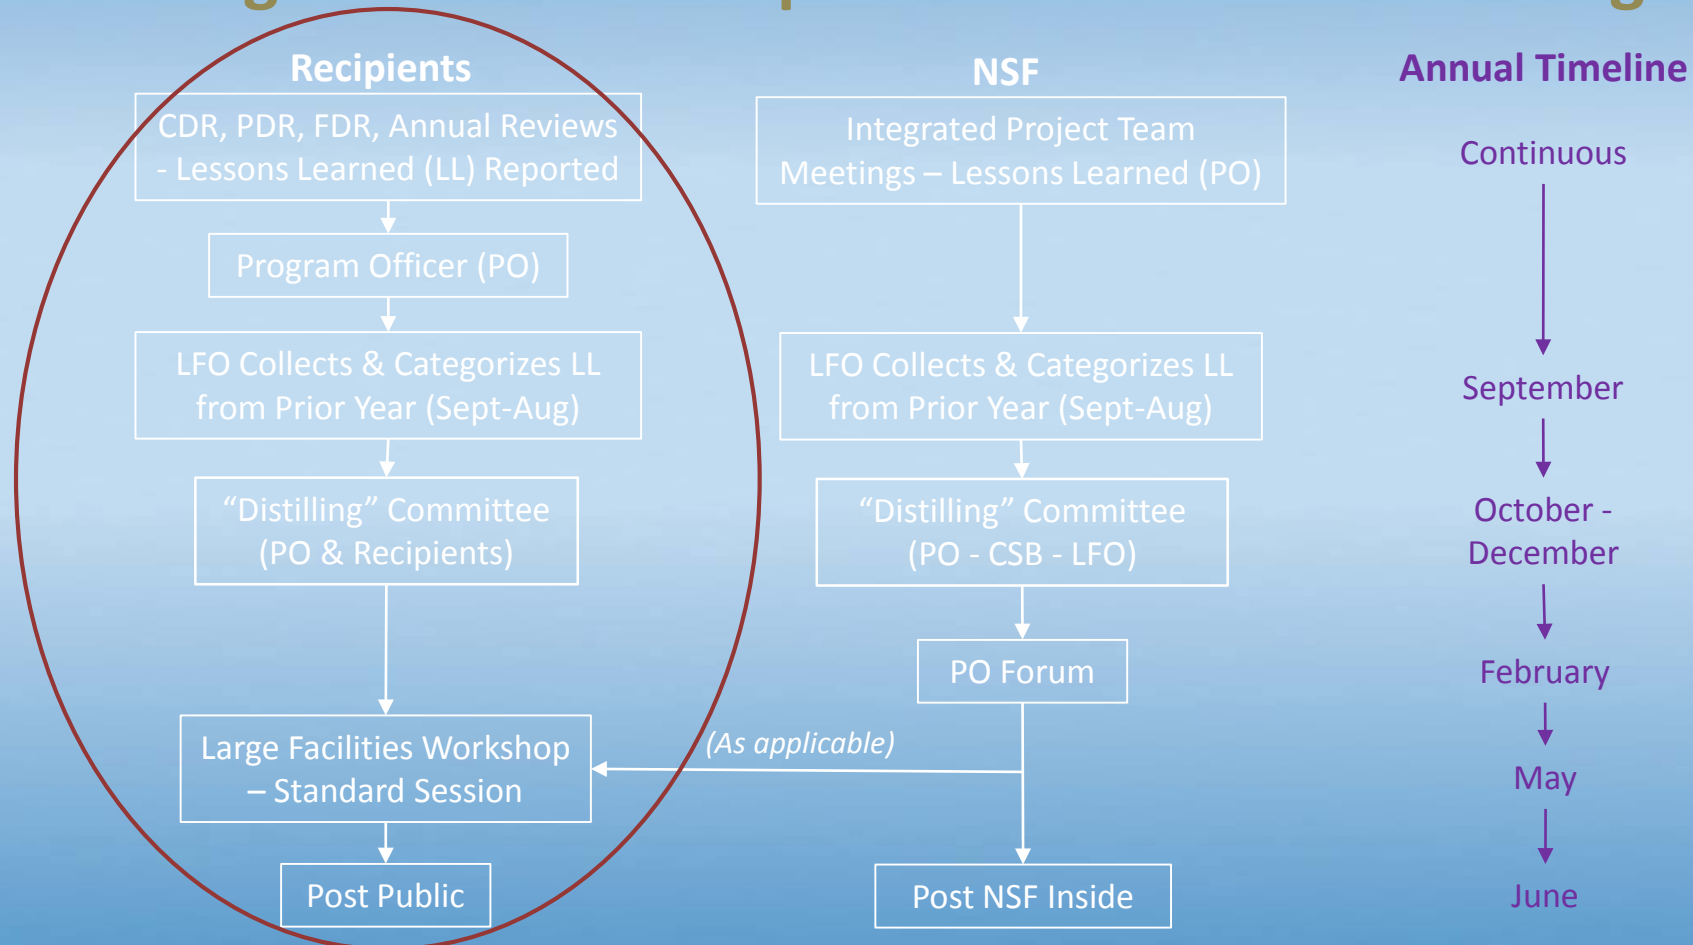 Recipients
CDR, PDR, FDR, Annual Reviews
- Lessons Learned (LL) Reported
Program Officer (PO)
LFO Collects & Categorizes LL
from Prior Year (Sept-Aug)
“Distilling” Committee
(PO & Recipients)
Large Facilities Workshop
– Standard Session
Post Public
NSF
Integrated Project Team
Meetings – Lessons Learned (PO)
LFO Collects & Categorizes LL
from Prior Year (Sept-Aug)
“Distilling” Committee
(PO - CSB - LFO)
PO Forum
(As applicable)
Post NSF Inside
Annual Timeline
Continuous
September
October -
December
February
May
June